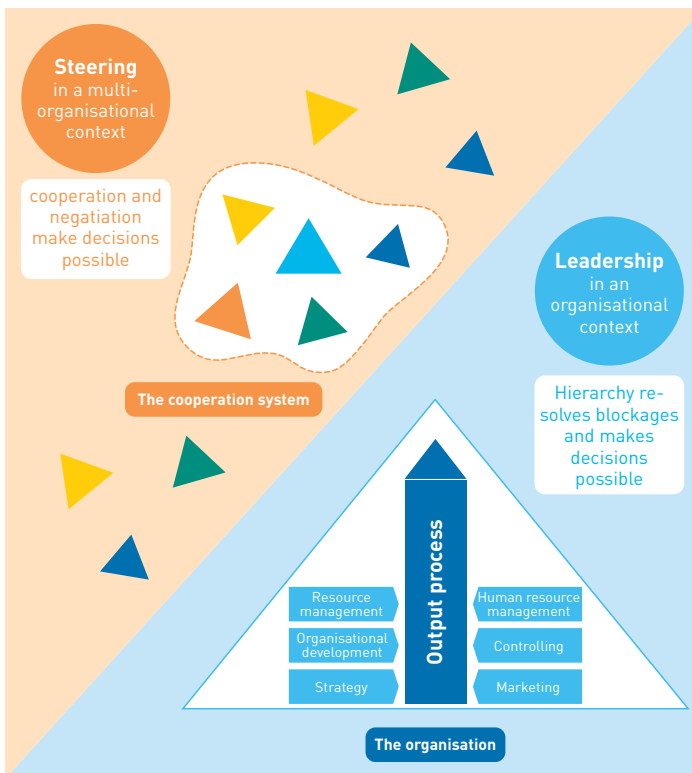 Steering
in a multi-
organisational
context
cooperation and
negatiation
make decisions
possible
The cooperation system
Leadership
in an
organisational
context
Hierarchy re-
solves blockages
and makes
decisions
possible
Output process
Resource
management
Organisational
development
Strategy
Human resource
management
Controlling
Marketing
The organisation